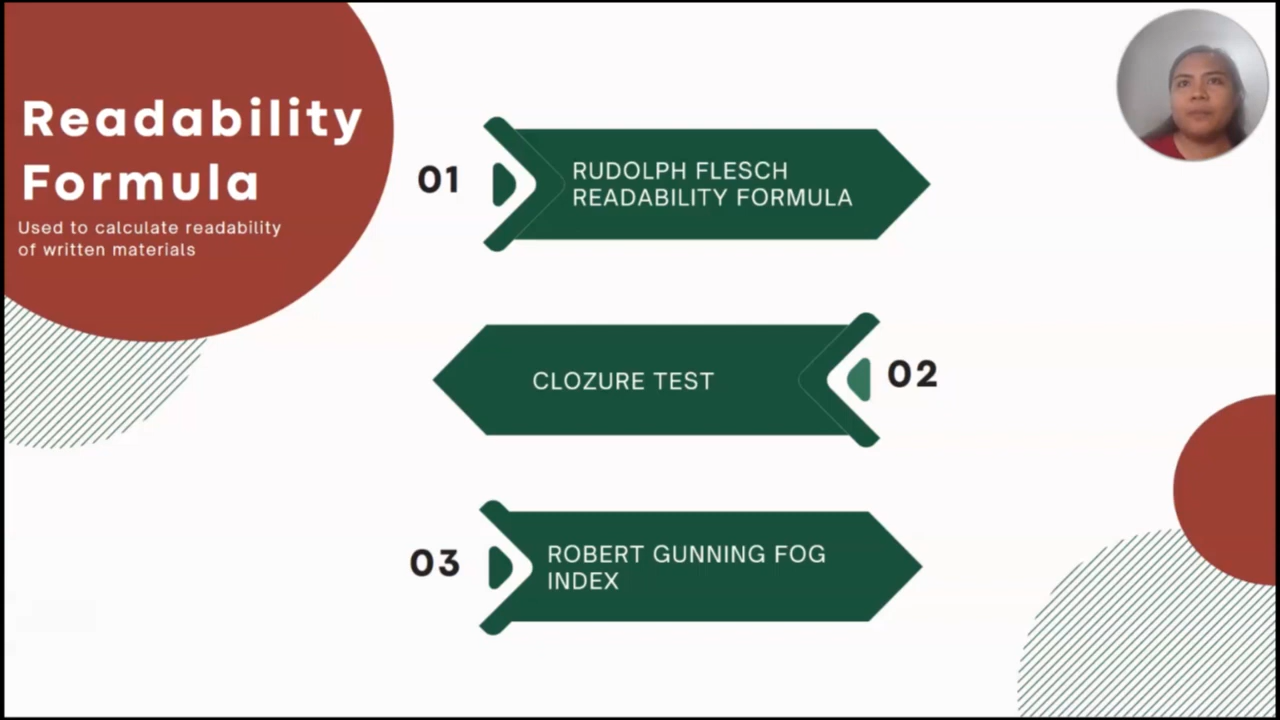 Readability
Formula
Used to calculate readability
of written materials
01
RUDOLPH FLESCH
READABILITY FORMULA
CLOZURE TEST
02
03
ROBERT GUNNING FOG
INDEX